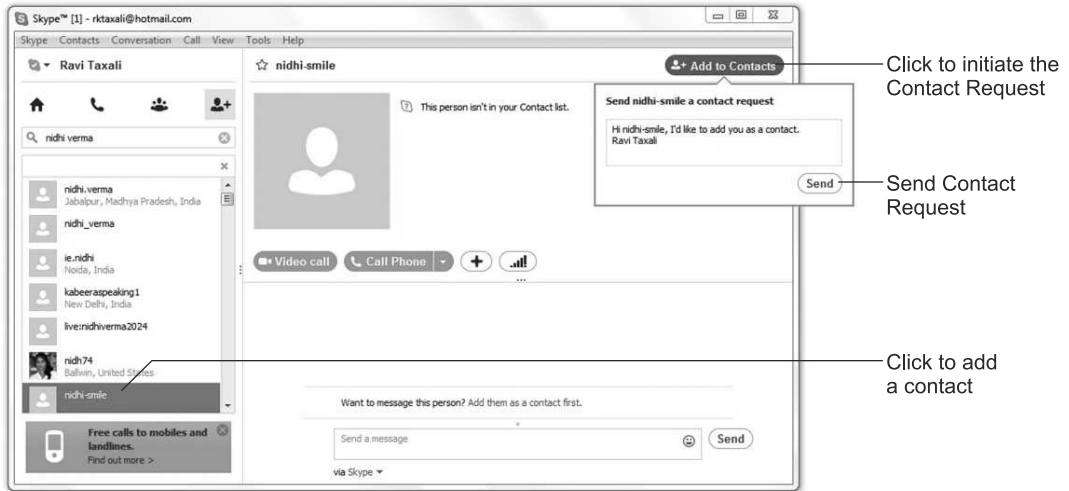 Skype™ [1] - rktaxali@hotmail.com
Skype Contacts Conversation Call View Tools Help
Ravi Taxali
nidhi verma
nidhi.verma
Jabalpur, Madhya Pradesh, India
nidhi_verma
ie.nidhi
Noida, India
kabeeraspeaking1
New Delhi, India
live:nidhiverma2024
nidh74
Ballwin, United States
nidhi-smile
Free calls to mobiles and
landlines.
Find out more >
nidhi-smile
Add to Contacts
This person isn't in your Contact list.
Send nidhi-smile a contact request
Hi nidhi-smile, I'd like to add you as a contact.
Ravi Taxali
Send
Video call
Call Phone
Want to message this person? Add them as a contact first.
Send a message
Send
via Skype
Click to initiate the
Contact Request
Send Contact
Request
Click to add
a contact